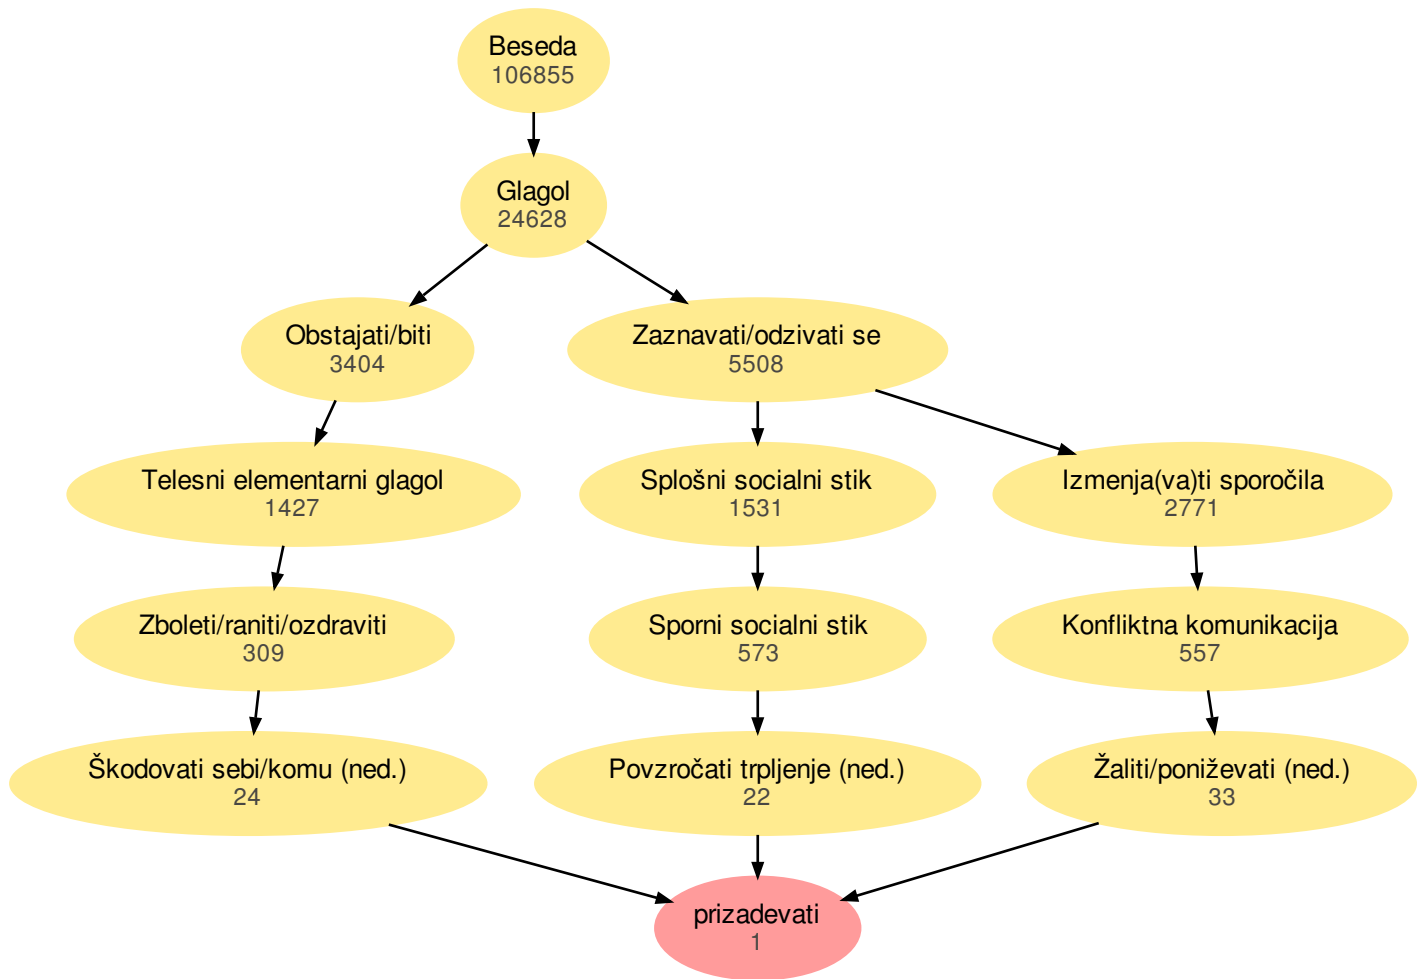 Beseda
106855
Glagol
24628
Obstajati/biti
3404
Zaznavati/odzivati se
5508
Telesni elementarni glagol
1427
Splošni socialni stik
1531
Izmenja(va)ti sporočila
2771
Zboleti/raniti/ozdraviti
309
Sporni socialni stik
573
Konfliktna komunikacija
557
Škodovati sebi/komu (ned.)
24
Povzročati trpljenje (ned.)
22
Žaliti/poniževati (ned.)
33
prizadevati
1